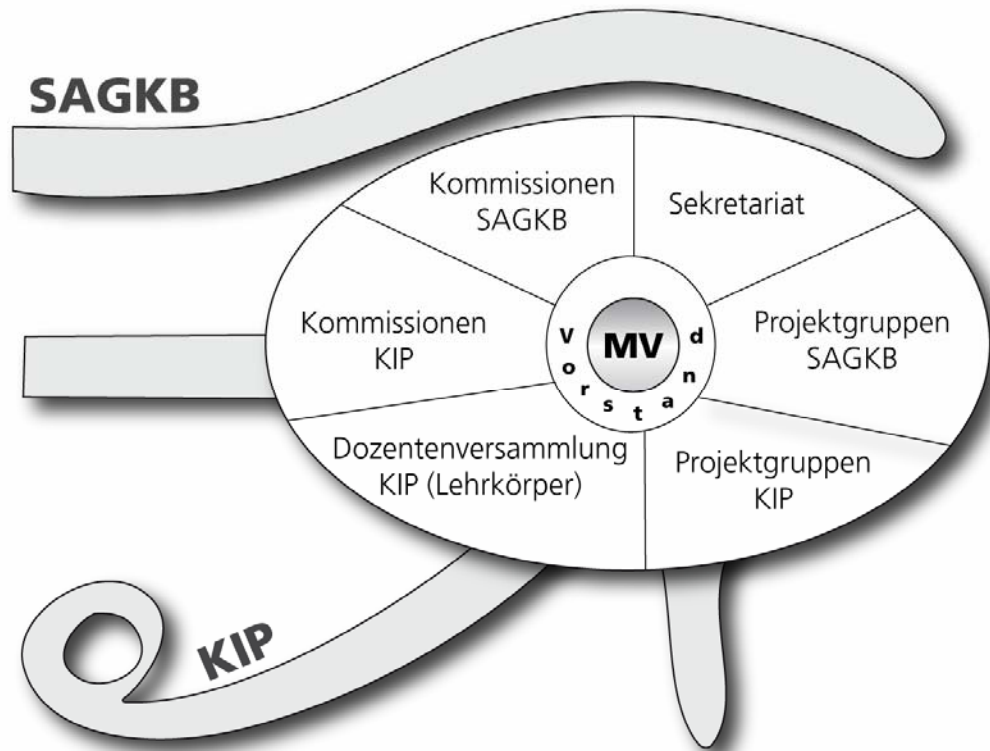 SAGKB
Kommissionen
SAGKB
Sekretariat
Kommissionen
KIP
Vorstand
MV
Projektgruppen
SAGKB
Dozentenversammlung
KIP (Lehrkörper)
Projektgruppen
KIP
KIP